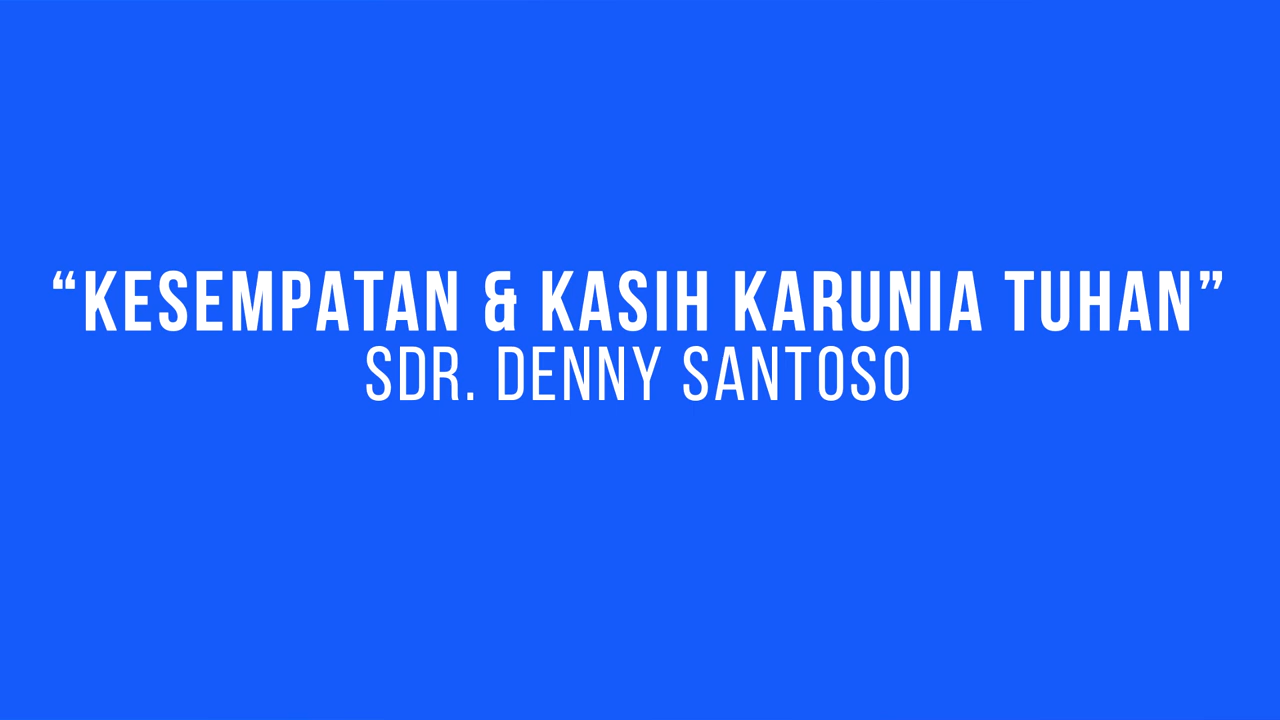 “KESEMPATAN & KASIH KARUNIA TUHAN”
SDR. DENNY SANTOSO